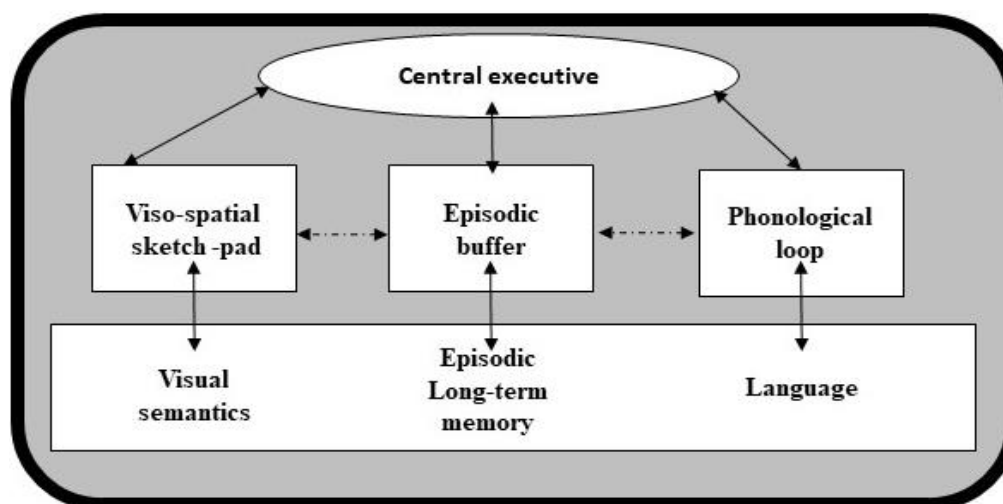 Central executive
Viso-spatial
sketch -pad
Episodic
buffer
Phonological
loop
Visual
semantics
Episodic
Long-term
memory
Language